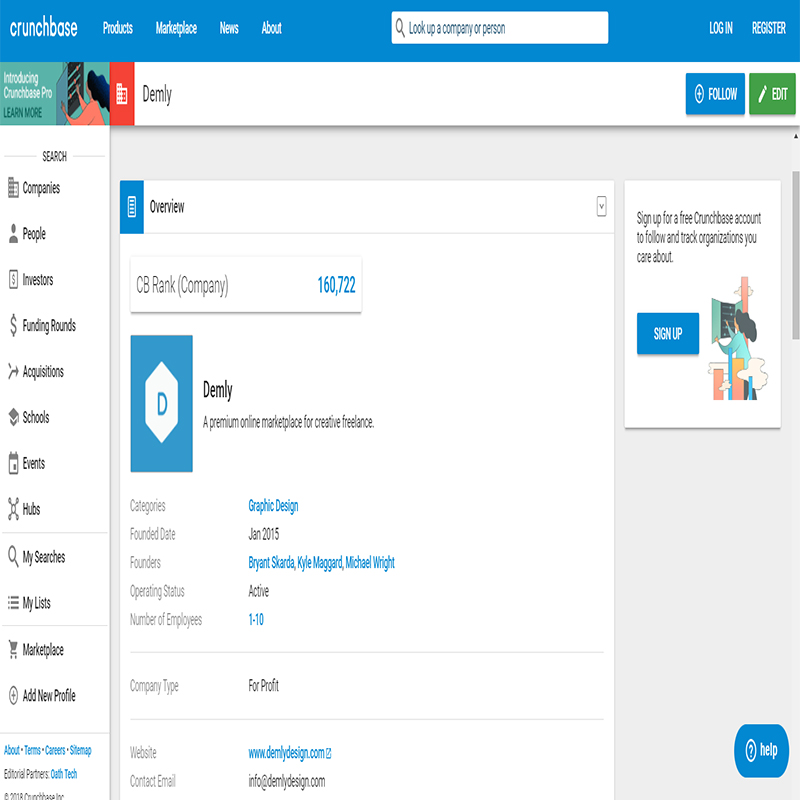 crunchbase Products Marketplace News About Look up a company or person LOG IN REGISTER
Introducing
Crunchbase Pro
LEARN MORE
Demly
FOLLOW EDIT
SEARCH
Companies
People
Investors
Funding Rounds
Acquisitions
Schools
Events
Hubs
My Searches
My Lists
Marketplace
Add New Profile
About • Terms • Careers • Sitemap
Editorial Partners: Oath Tech
© 2018 Crunchbase Inc.
Overview
CB Rank (Company) 160,722
D
Demly
A premium online marketplace for creative freelance.
Categories Graphic Design
Founded Date Jan 2015
Founders Bryant Skarda, Kyle Maggard, Michael Wright
Operating Status Active
Number of Employees 1-10
Company Type For Profit
Website www.demlydesign.com
Contact Email info@demlydesign.com
Sign up for a free Crunchbase account
to follow and track organizations you
care about.
SIGN UP
help